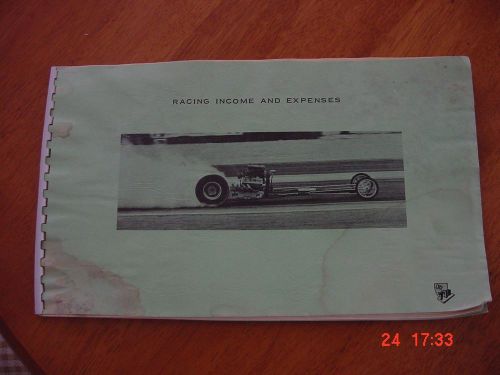 RACING INCOME AND EXPENSES
24 17:33